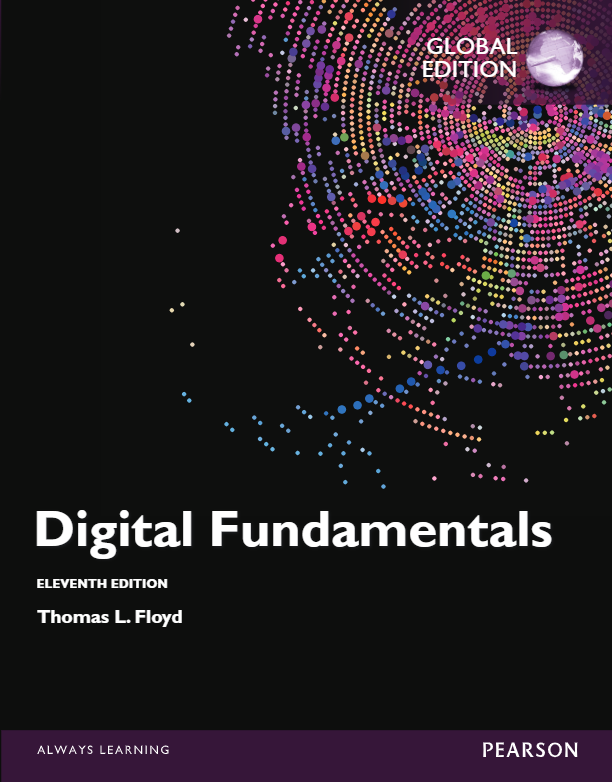 GLOBAL
EDITION
Digital Fundamentals
ELEVENTH EDITION
Thomas L. Floyd
ALWAYS LEARNING
PEARSON